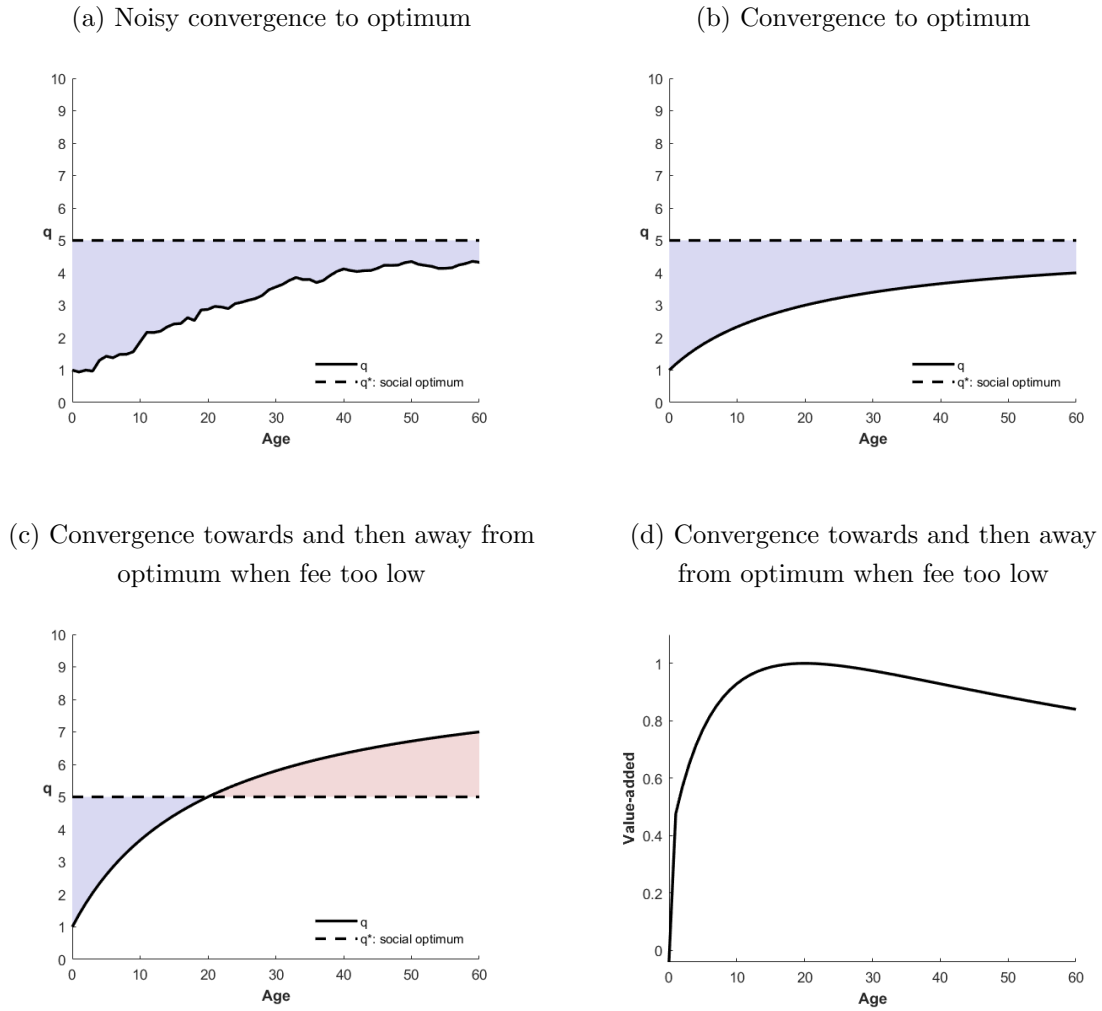 (a) Noisy convergence to optimum
10
9
8
7
6
q
5
4
3
2
1
0
q
q*: social optimum
0 10 20 30 40 50 60
Age
(b) Convergence to optimum
10
9
8
7
6
q
5
4
3
2
1
0
q
q*: social optimum
0 10 20 30 40 50 60
Age
(c) Convergence towards and then away from
optimum when fee too low
10
9
8
7
6
q
5
4
3
2
1
0
q
q*: social optimum
0 10 20 30 40 50 60
Age
(d) Convergence towards and then away
from optimum when fee too low
1
0.8
0.6
Value-added
0.4
0.2
0
0 10 20 30 40 50 60
Age